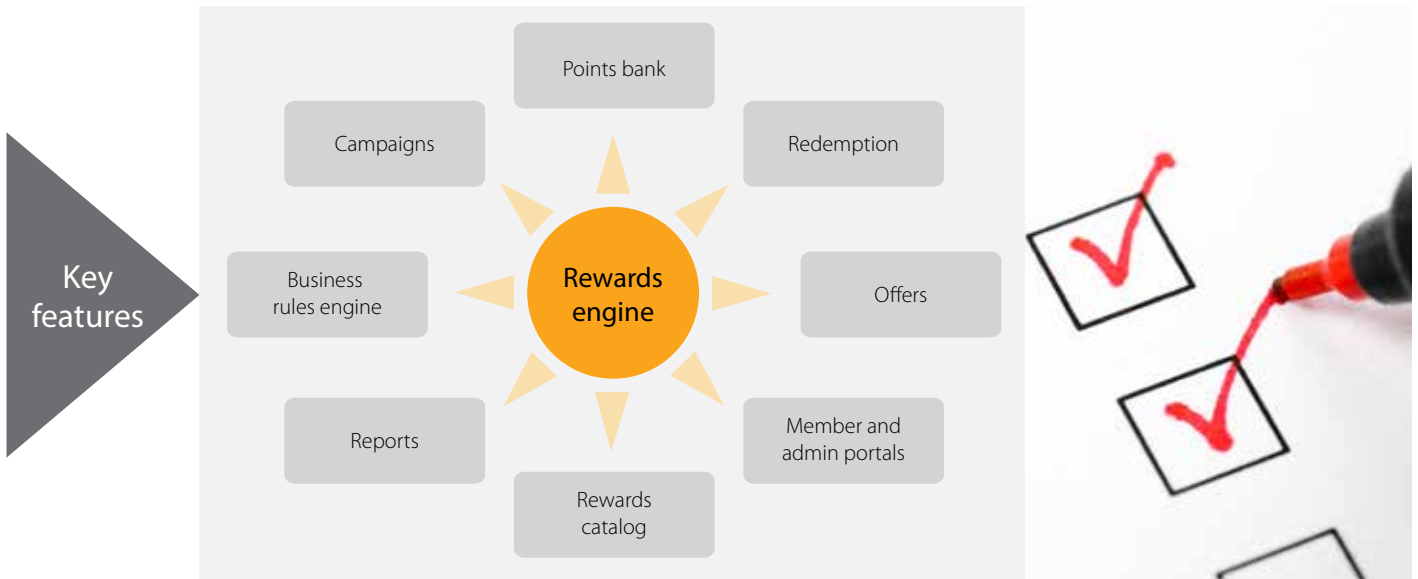 Key
features
Points bank
Campaigns
Redemption
Business
rules engine
Rewards
engine
Offers
Reports
Member and
admin portals
Rewards
catalog